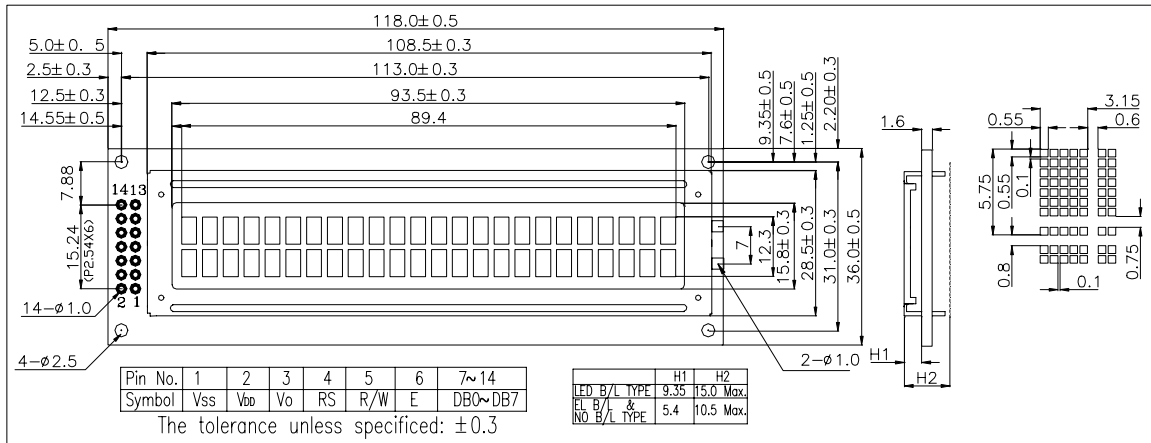 118.0±0.5
5.0±0. 5
108.5±0.3
2.5±0.3
113.0±0.3
12.5±0.3
93.5±0.3
14.55±0.5
89.4
9.35±0.5
7.6±0.5
1.25±0.5
2.20±0.3
7.88
1413
15.24
(P2.54X6)
2 1
14-ø1.0
4-ø2.5
7
12.3
15.8±0.3
28.5±0.3
31.0±0.3
36.0±0.5
2-ø1.0
1.6
H1
H2
3.15
0.55
0.6
5.75
0.55
0.1
0.8
0.1
0.75
Pin No. 1 2 3 4 5 6 7~14
Symbol Vss VDD Vo RS R/W E DB0~DB7
The tolerance unless specificed: ±0.3
H1 H2
LED B/L TYPE 9.35 15.0 Max.
EL B/L &
NO B/L TYPE 5.4 10.5 Max.